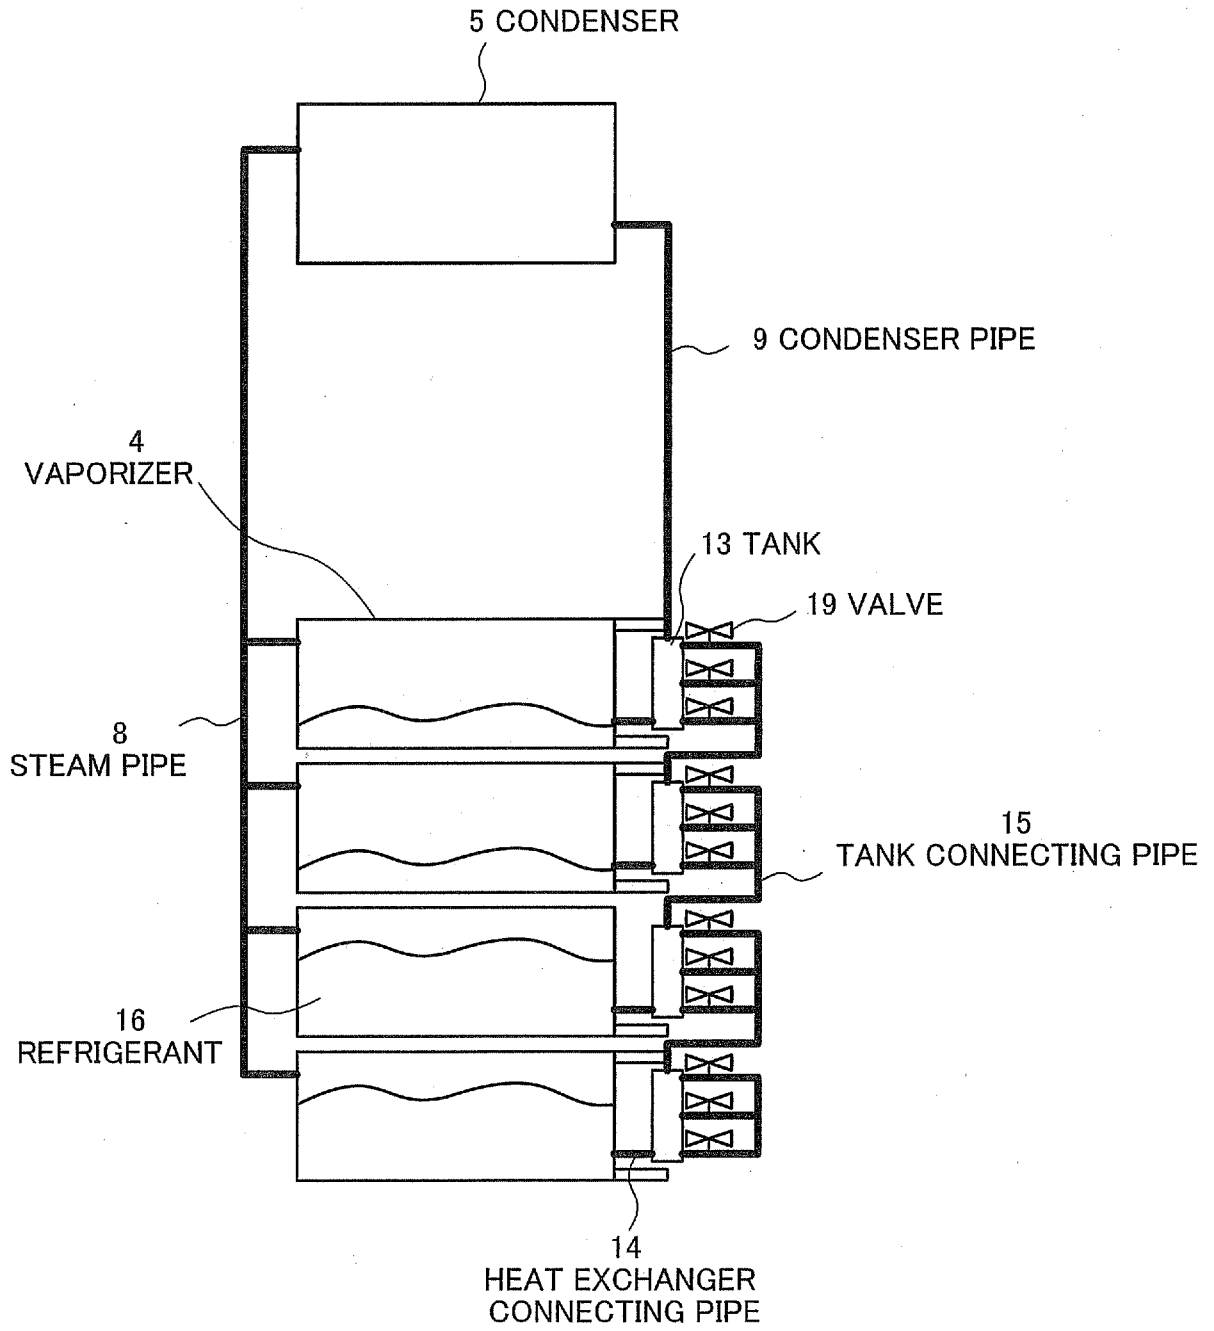 5 CONDENSER
9 CONDENSER PIPE
4
VAPORIZER
13 TANK
19 VALVE
8
STEAM PIPE
15
TANK CONNECTING PIPE
16
REFRIGERANT
14
HEAT EXCHANGER
CONNECTING PIPE